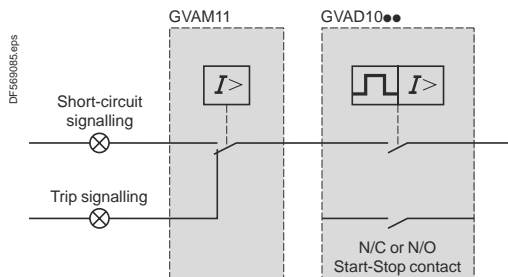 GVAM11
GVAD10●●
DF569085.eps
I>
I>
Short-circuit
signalling
Trip signalling
N/C or N/O
Start-Stop contact